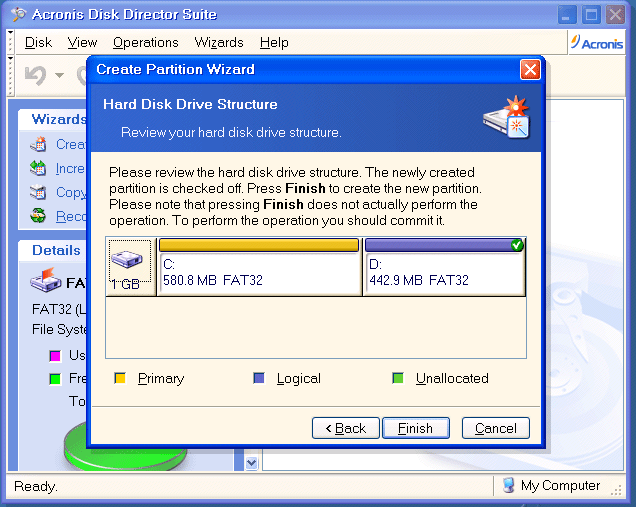 Acronis Disk Director Suite
Disk View Operations Wizards Help
Acronis
Create Partition Wizard
Hard Disk Drive Structure
Review your hard disk drive structure.
Wizards
Crea
Incre
Copy
Reco
Details
FA
FAT32 (L
File Syste
Us
Fre
To
Please review the hard disk drive structure. The newly created
partition is checked off. Press Finish to create the new partition.
Please note that pressing Finish does not actually perform the
operation. To perform the operation you should commit it.
1 GB
C:
580.8 MB FAT32
D:
442.9 MB FAT32
Primary Logical Unallocated
< Back Finish Cancel
Ready. My Computer